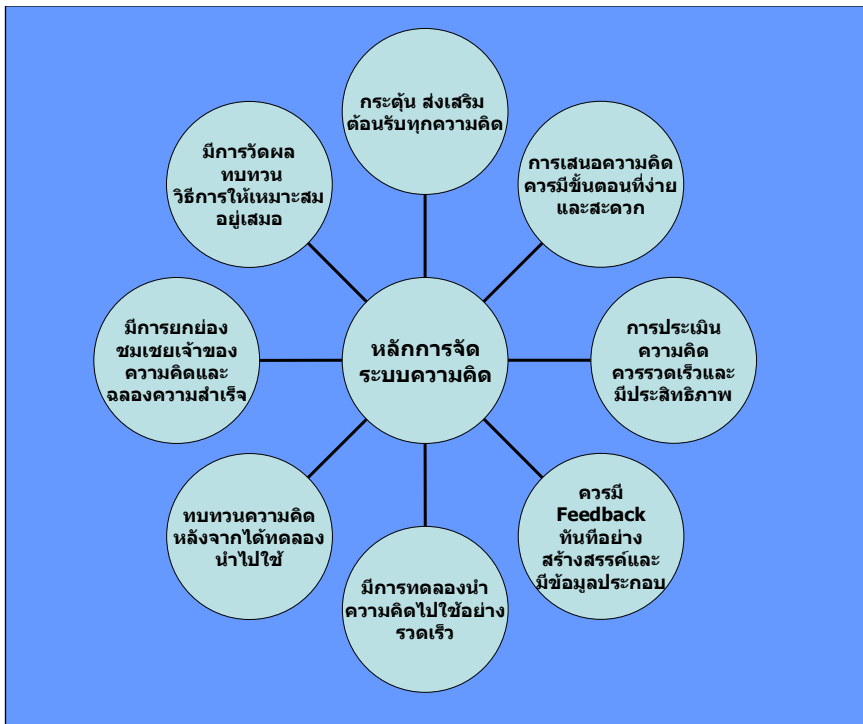 กระตุ้น ส่งเสริม
ต้อนรับทุกความคิด
การเสนอความคิด
ควรมีขั้นตอนที่ง่าย
และสะดวก
การประเมิน
ความคิด
ควรรวดเร็วและ
มีประสิทธิภาพ
ควรมี
Feedback
ทันทีอย่าง
สร้างสรรค์และ
มีข้อมูลประกอบ
มีการทดลองนำ
ความคิดไปใช้อย่าง
รวดเร็ว
ทบทวนความคิด
หลังจากได้ทดลอง
นำไปใช้
มีการยกย่อง
ชมเชยเจ้าของ
ความคิดและ
ฉลองความสำเร็จ
มีการวัดผล
ทบทวน
วิธีการให้เหมาะสม
อยู่เสมอ
หลักการจัด
ระบบความคิด